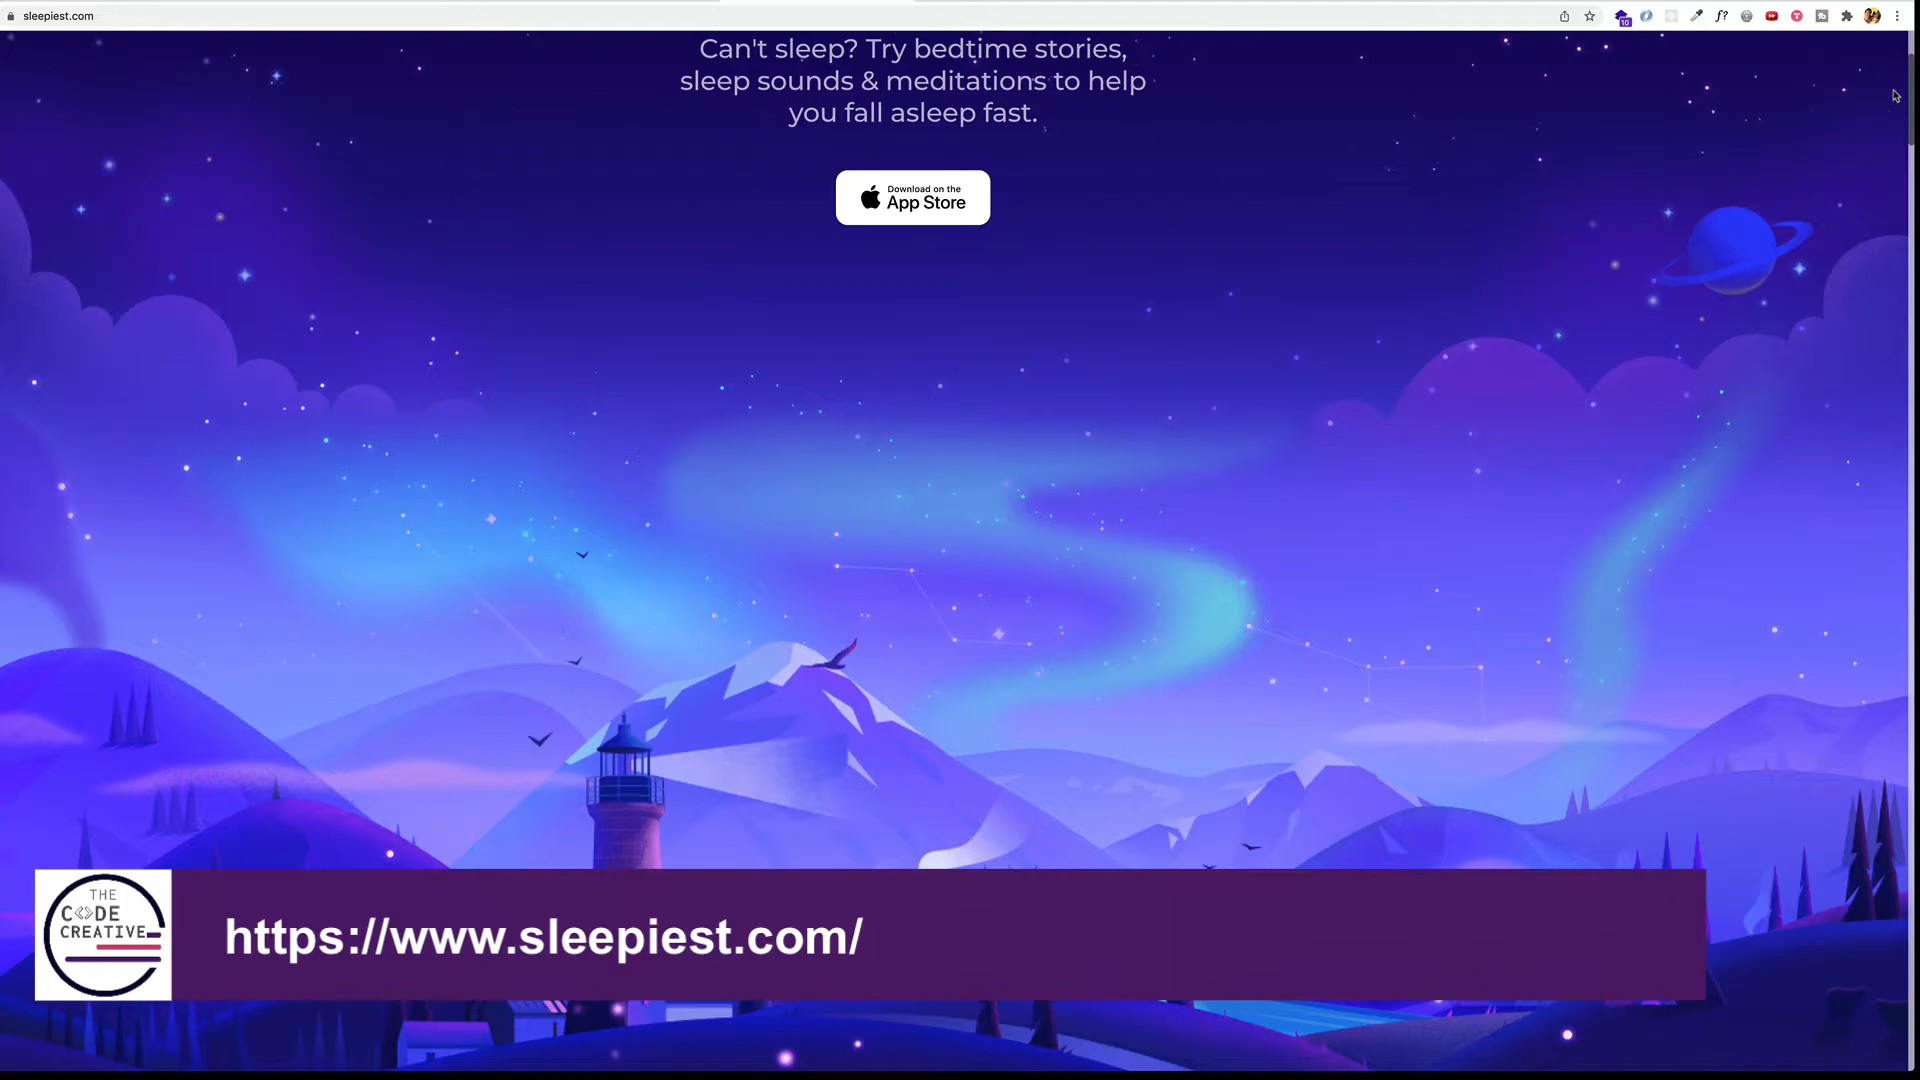 sleepiest.com
10
f?
Can't sleep? Try bedtime stories,
sleep sounds & meditations to help
you fall asleep fast.
Download on the
App Store
THE
C<>DE
CREATIVE
https://www.sleepiest.com/